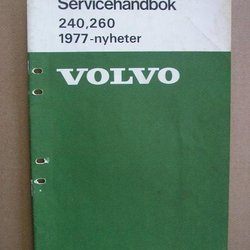 Servicehandbok
240,260
1977-nyheter
VOLVO